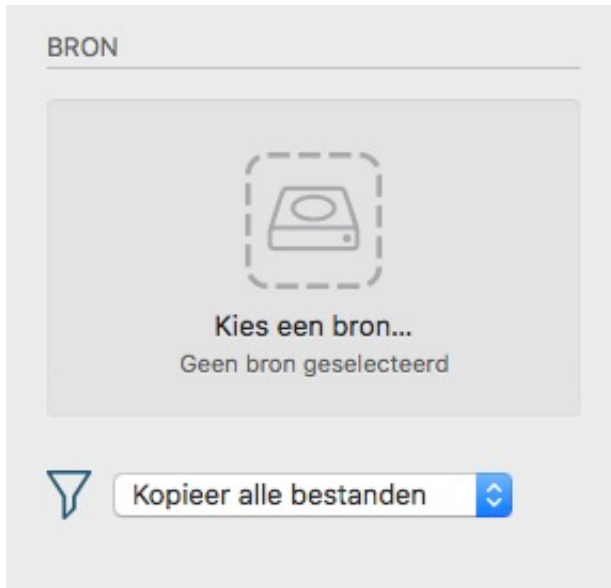 BRON
Kies een bron...
Geen bron geselecteerd
Kopieer alle bestanden